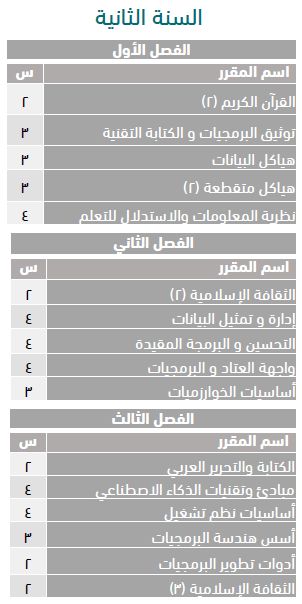 السنة الثانية
الفصل الأول
اسم المقرر س
القرآن الكريم (٢) ٢
توثيق البرمجيات و الكتابة التقنية ٣
هياكل البيانات ٣
هياكل متقطعة (٢) ٣
نظرية المعلومات والاستدلال للتعلم ٤
الفصل الثاني
اسم المقرر س
الثقافة الإسلامية (٢) ٢
إدارة و تمثيل البيانات ٤
التحسين و البرمجة المقيدة ٤
واجهة العتاد و البرمجيات ٤
أساسيات الخوارزميات ٣
الفصل الثالث
اسم المقرر س
الكتابة والتحرير العربي ٢
مبادئ وتقنيات الذكاء الاصطناعي ٤
أساسيات نظم تشغيل ٤
أسس هندسة البرمجيات ٣
أدوات تطوير البرمجيات ٢
الثقافة الإسلامية (٣) ٢